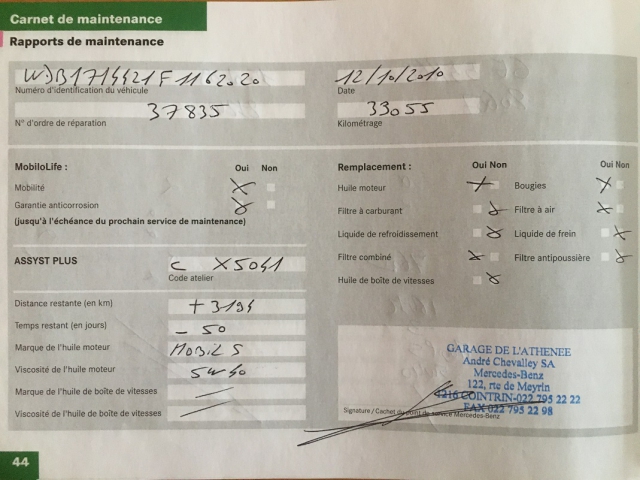 Carnet de maintenance
Rapports de maintenance
WDB1714421F1162020
Numéro d'identification du véhicule
12/10/2010
Date
37835
N° d'ordre de réparation
33055
Kilométrage
MobiloLife : Oui Non
Mobilité
Garantie anticorrosion
(jusqu'à l'échéance du prochain service de maintenance)
Remplacement : Oui Non Oui Non
Huile moteur Bougies
Filtre à carburant Filtre à air
Liquide de refroidissement Liquide de frein
Filtre combiné Filtre antipoussière
Huile de boîte de vitesses
ASSYST PLUS C X5041
Code atelier
Distance restante (en km) +3194
Temps restant (en jours) - 50
Marque de l'huile moteur MOBIL S
Viscosité de l'huile moteur 5W40
Marque de l'huile de boîte de vitesses
Viscosité de l'huile de boîte de vitesses
GARAGE DE L'ATHENEE
André Chevalley SA
Mercedes-Benz
122, rte de Meyrin
1216 COINTRIN-022 795 22 22
FAX 022 795 22 98
Signature / Cachet du point de service Mercedes-Benz
44